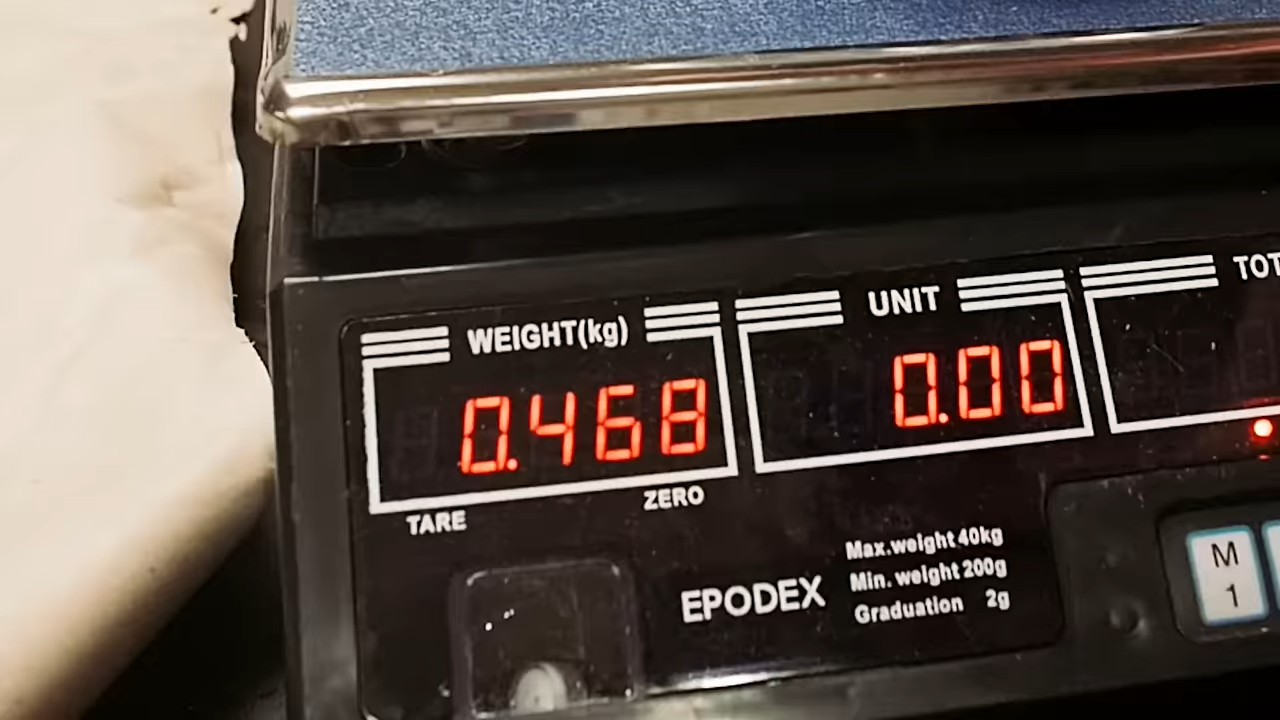 WEIGHT(kg)
0.468
TARE
ZERO
UNIT
0.00
TOT
EPODEX
Max.weight 40kg
Min. weight 200g
Graduation 2g
M
1